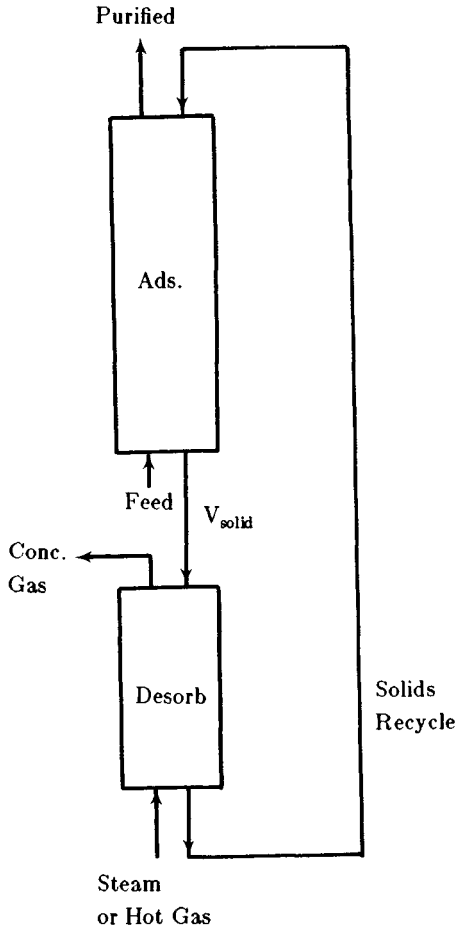 Purified
Ads.
Feed
V_solid
Conc.
Gas
Desorb
Solids
Recycle
Steam
or Hot Gas